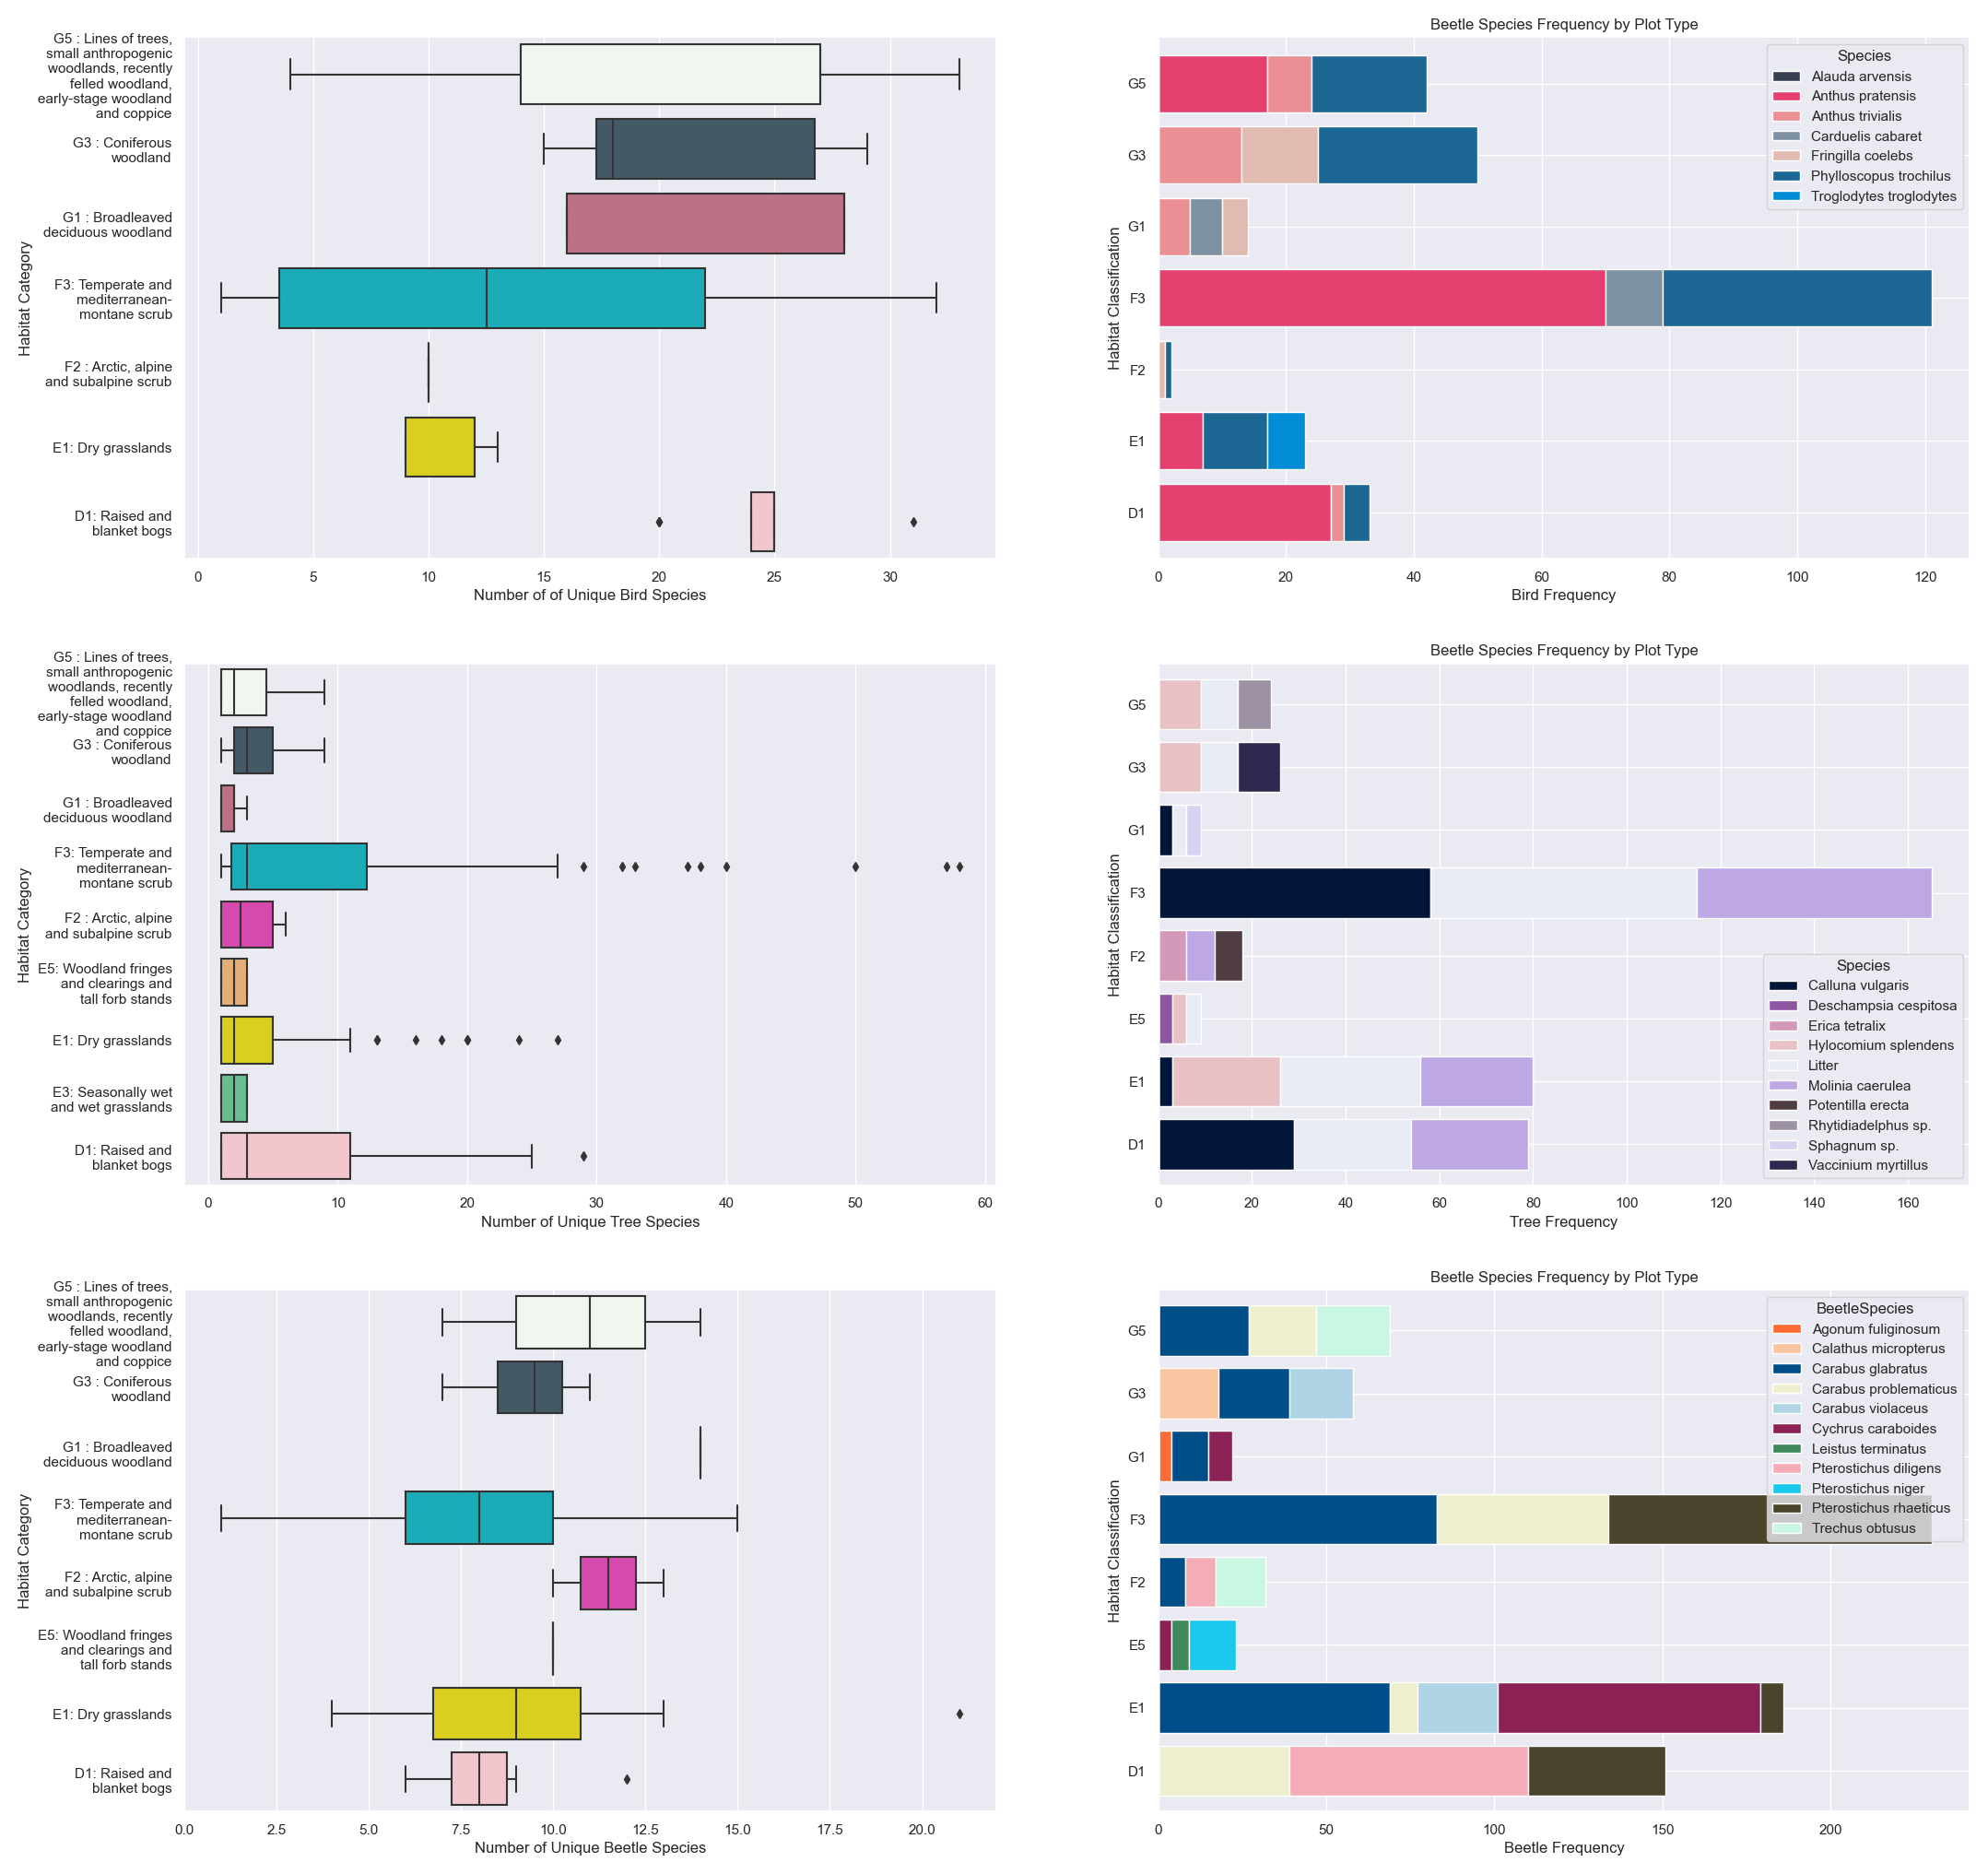 G5 : Lines of trees,
small anthropogenic
woodlands, recently
felled woodland,
early-stage woodland
and coppice
G3 : Coniferous
woodland
G1 : Broadleaved
deciduous woodland
F3: Temperate and
mediterranean-
montane scrub
F2 : Arctic, alpine
and subalpine scrub
E1: Dry grasslands
D1: Raised and
blanket bogs
Habitat Category
0 5 10 15 20 25 30
Number of of Unique Bird Species
Beetle Species Frequency by Plot Type
G5
G3
G1
F3
F2
E1
D1
Habitat Classification
Species
Alauda arvensis
Anthus pratensis
Anthus trivialis
Carduelis cabaret
Fringilla coelebs
Phylloscopus trochilus
Troglodytes troglodytes
0 20 40 60 80 100 120
Bird Frequency
G5 : Lines of trees,
small anthropogenic
woodlands, recently
felled woodland,
early-stage woodland
and coppice
G3 : Coniferous
woodland
G1 : Broadleaved
deciduous woodland
F3: Temperate and
mediterranean-
montane scrub
F2 : Arctic, alpine
and subalpine scrub
E5: Woodland fringes
and clearings and
tall forb stands
E1: Dry grasslands
E3: Seasonally wet
and wet grasslands
D1: Raised and
blanket bogs
Habitat Category
0 10 20 30 40 50 60
Number of Unique Tree Species
Beetle Species Frequency by Plot Type
G5
G3
G1
F3
F2
E5
E1
D1
Habitat Classification
Species
Calluna vulgaris
Deschampsia cespitosa
Erica tetralix
Hylocomium splendens
Litter
Molinia caerulea
Potentilla erecta
Rhytidiadelphus sp.
Sphagnum sp.
Vaccinium myrtillus
0 20 40 60 80 100 120 140 160
Tree Frequency
G5 : Lines of trees,
small anthropogenic
woodlands, recently
felled woodland,
early-stage woodland
and coppice
G3 : Coniferous
woodland
G1 : Broadleaved
deciduous woodland
F3: Temperate and
mediterranean-
montane scrub
F2 : Arctic, alpine
and subalpine scrub
E5: Woodland fringes
and clearings and
tall forb stands
E1: Dry grasslands
D1: Raised and
blanket bogs
Habitat Category
0.0 2.5 5.0 7.5 10.0 12.5 15.0 17.5 20.0
Number of Unique Beetle Species
Beetle Species Frequency by Plot Type
G5
G3
G1
F3
F2
E5
E1
D1
Habitat Classification
BeetleSpecies
Agonum fuliginosum
Calathus micropterus
Carabus glabratus
Carabus problematicus
Carabus violaceus
Cychrus caraboides
Leistus terminatus
Pterostichus diligens
Pterostichus niger
Pterostichus rhaeticus
Trechus obtusus
0 50 100 150 200
Beetle Frequency